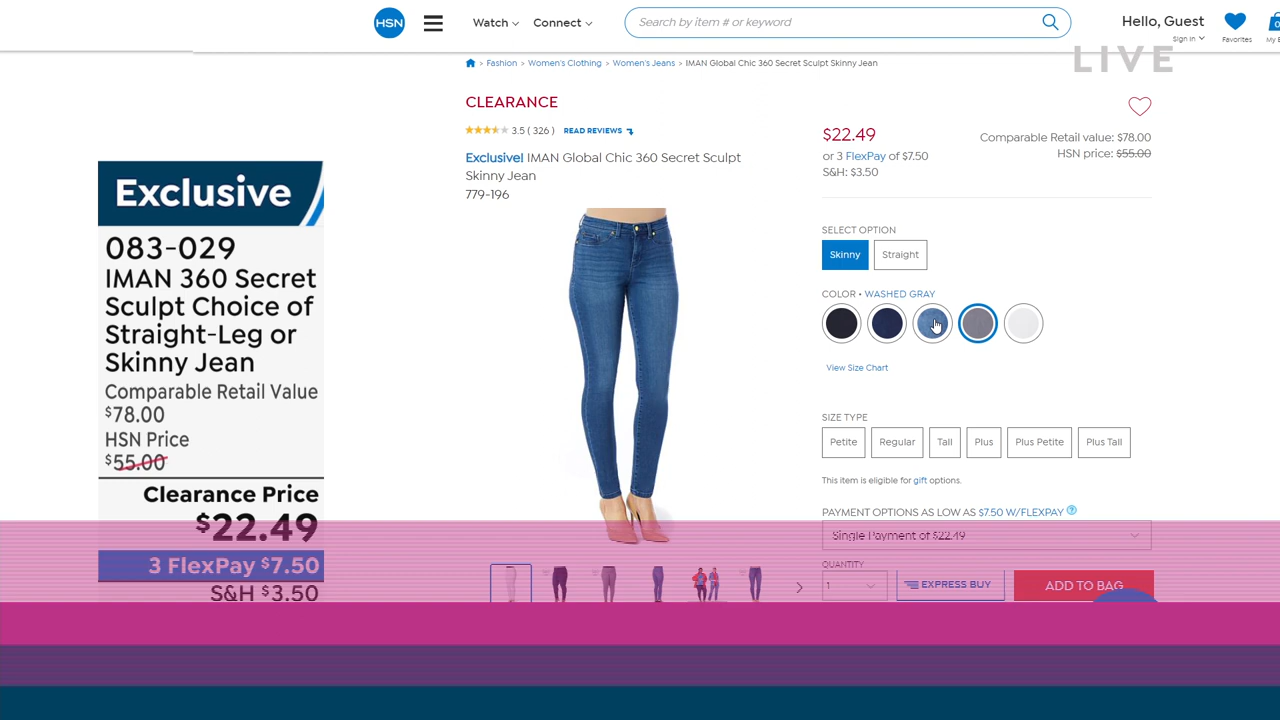 HSN
Watch
Connect
Search by item # or keyword
Hello, Guest
Sign In
Favorites
LIVE
> Fashion > Women's Clothing > Women's Jeans > IMAN Global Chic 360 Secret Sculpt Skinny Jean
CLEARANCE
3.5 ( 326 ) READ REVIEWS
Exclusive! IMAN Global Chic 360 Secret Sculpt
Skinny Jean
779-196
$22.49
or 3 FlexPay of $7.50
S&H: $3.50
Comparable Retail value: $78.00
HSN price: $55.00
SELECT OPTION
Skinny
Straight
COLOR • WASHED GRAY
View Size Chart
SIZE TYPE
Petite
Regular
Tall
Plus
Plus Petite
Plus Tall
This item is eligible for gift options.
PAYMENT OPTIONS AS LOW AS $7.50 W/FLEXPAY ?
Single Payment of $22.49
QUANTITY
1
EXPRESS BUY
ADD TO BAG
Exclusive
083-029
IMAN 360 Secret
Sculpt Choice of
Straight-Leg or
Skinny Jean
Comparable Retail Value
$78.00
HSN Price
$55.00
Clearance Price
$22.49
3 FlexPay $7.50
S&H $3.50